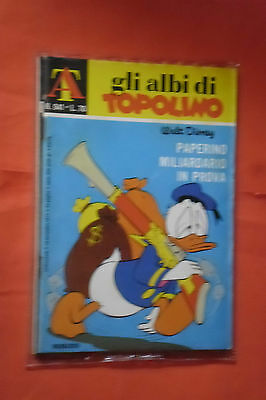 A
gli albi di
TOPOLINO
Walt Disney
PAPERINO
MILIARDARIO
IN PROVA
$